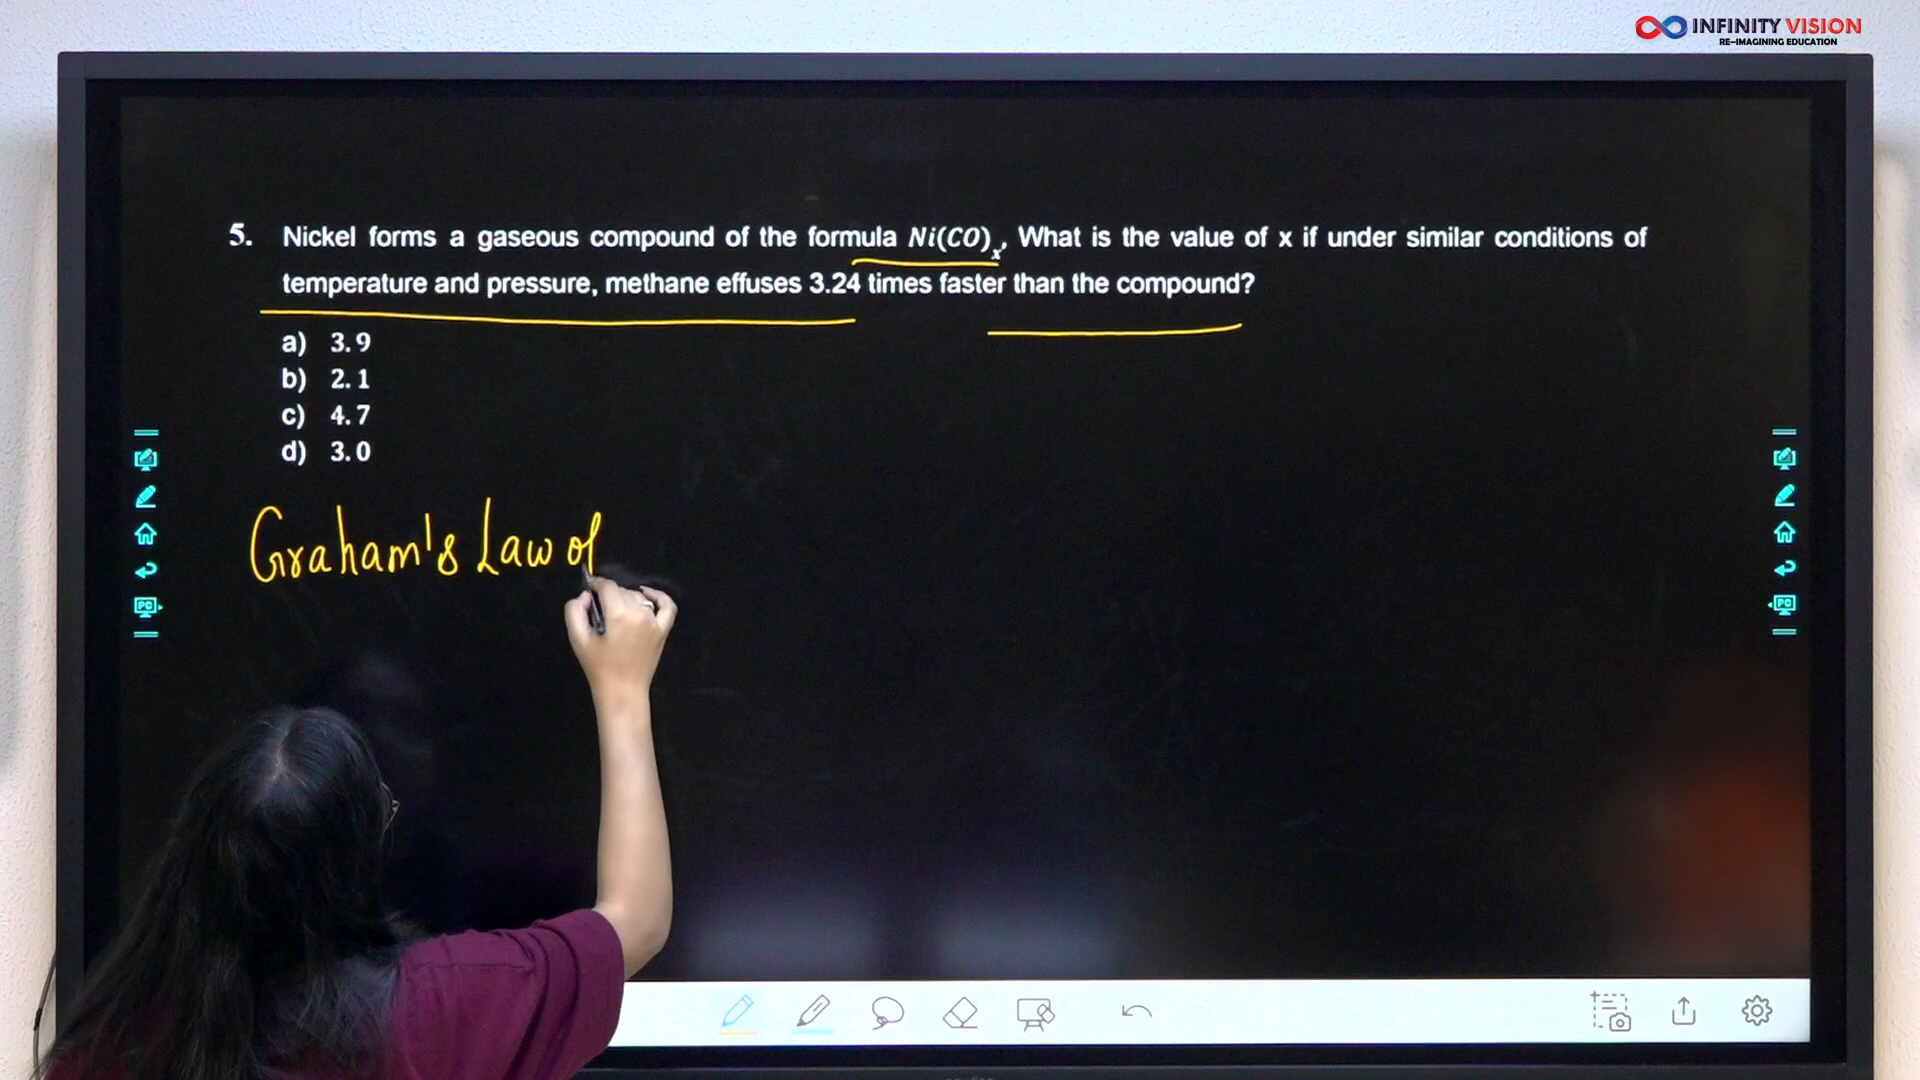 INFINITY VISION
RE-IMAGINING EDUCATION
5. Nickel forms a gaseous compound of the formula Ni(CO)ₓ, What is the value of x if under similar conditions of
temperature and pressure, methane effuses 3.24 times faster than the compound?
a) 3.9
b) 2.1
c) 4.7
d) 3.0
Graham's Law of
PC
PC